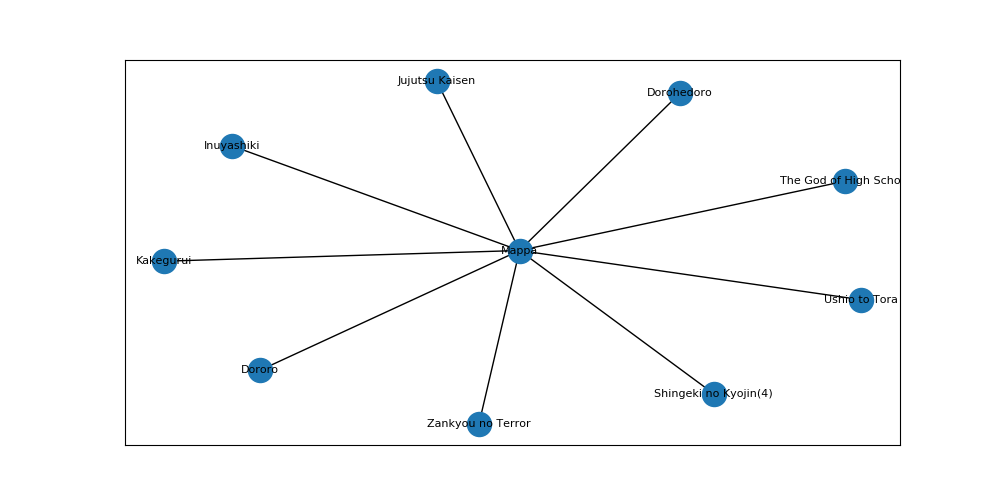 Jujutsu Kaisen
Dorohedoro
Inuyashiki
The God of High Scho
Mappa
Kakegurui
Ushio to Tora
Dororo
Shingeki no Kyojin(4)
Zankyou no Terror